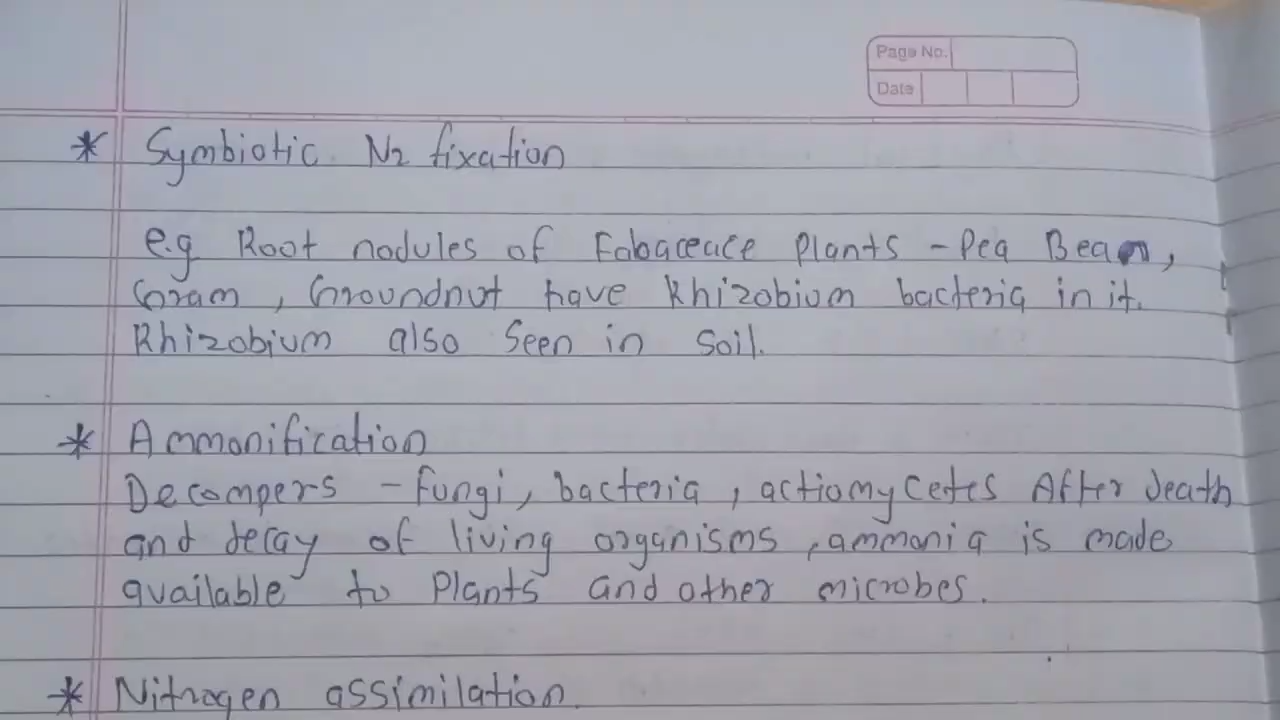 Page No.
Date
* Symbiotic N2 fixation
e.g Root nodules of Fabaceace Plants - Pea Bean,
Gram, Groundnut have Rhizobium bacteria in it.
Rhizobium also Seen in Soil.
* Ammonification
Decompers - Fungi, bacteria, actiomycetes After death
and decay of living organisms, ammonia is made
available to Plants and other microbes.
* Nitrogen assimilation.